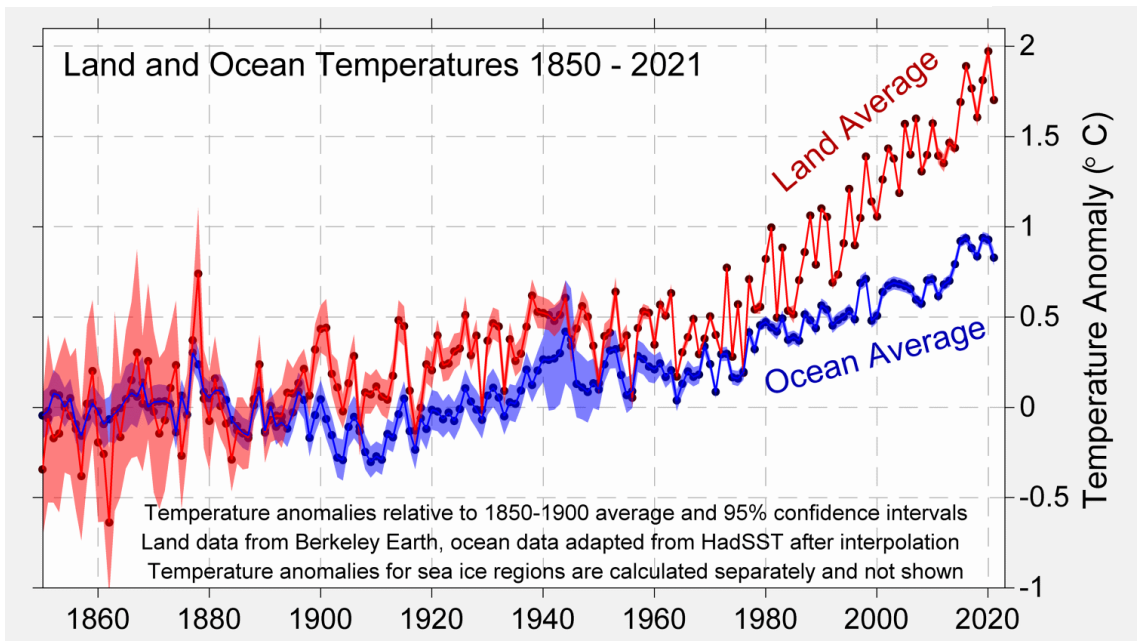 Land and Ocean Temperatures 1850 - 2021
Land Average
Ocean Average
Temperature anomalies relative to 1850-1900 average and 95% confidence intervals
Land data from Berkeley Earth, ocean data adapted from HadSST after interpolation
Temperature anomalies for sea ice regions are calculated separately and not shown
2
1.5
1
0.5
0
-0.5
-1
Temperature Anomaly (° C)
1860 1880 1900 1920 1940 1960 1980 2000 2020